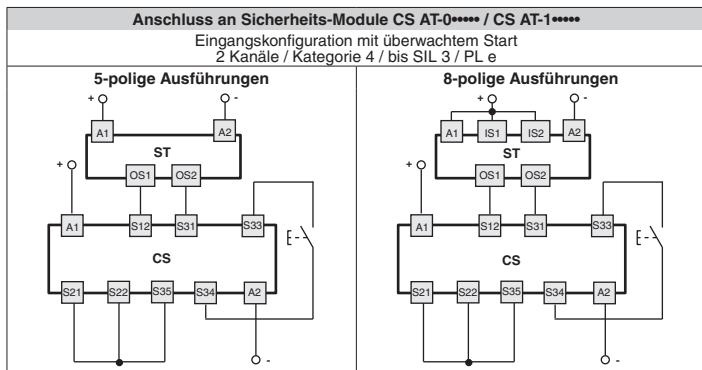 Anschluss an Sicherheits-Module CS AT-0••••• / CS AT-1•••••
Eingangskonfiguration mit überwachtem Start
2 Kanäle / Kategorie 4 / bis SIL 3 / PL e
5-polige Ausführungen
+ -
A1 A2
ST
+ OS1 OS2
A1 S12 S31 S33
CS
S21 S22 S35 S34 A2
-
8-polige Ausführungen
+ -
A1 IS1 IS2 A2
ST
+ OS1 OS2
A1 S12 S31 S33
CS
S21 S22 S35 S34 A2
-